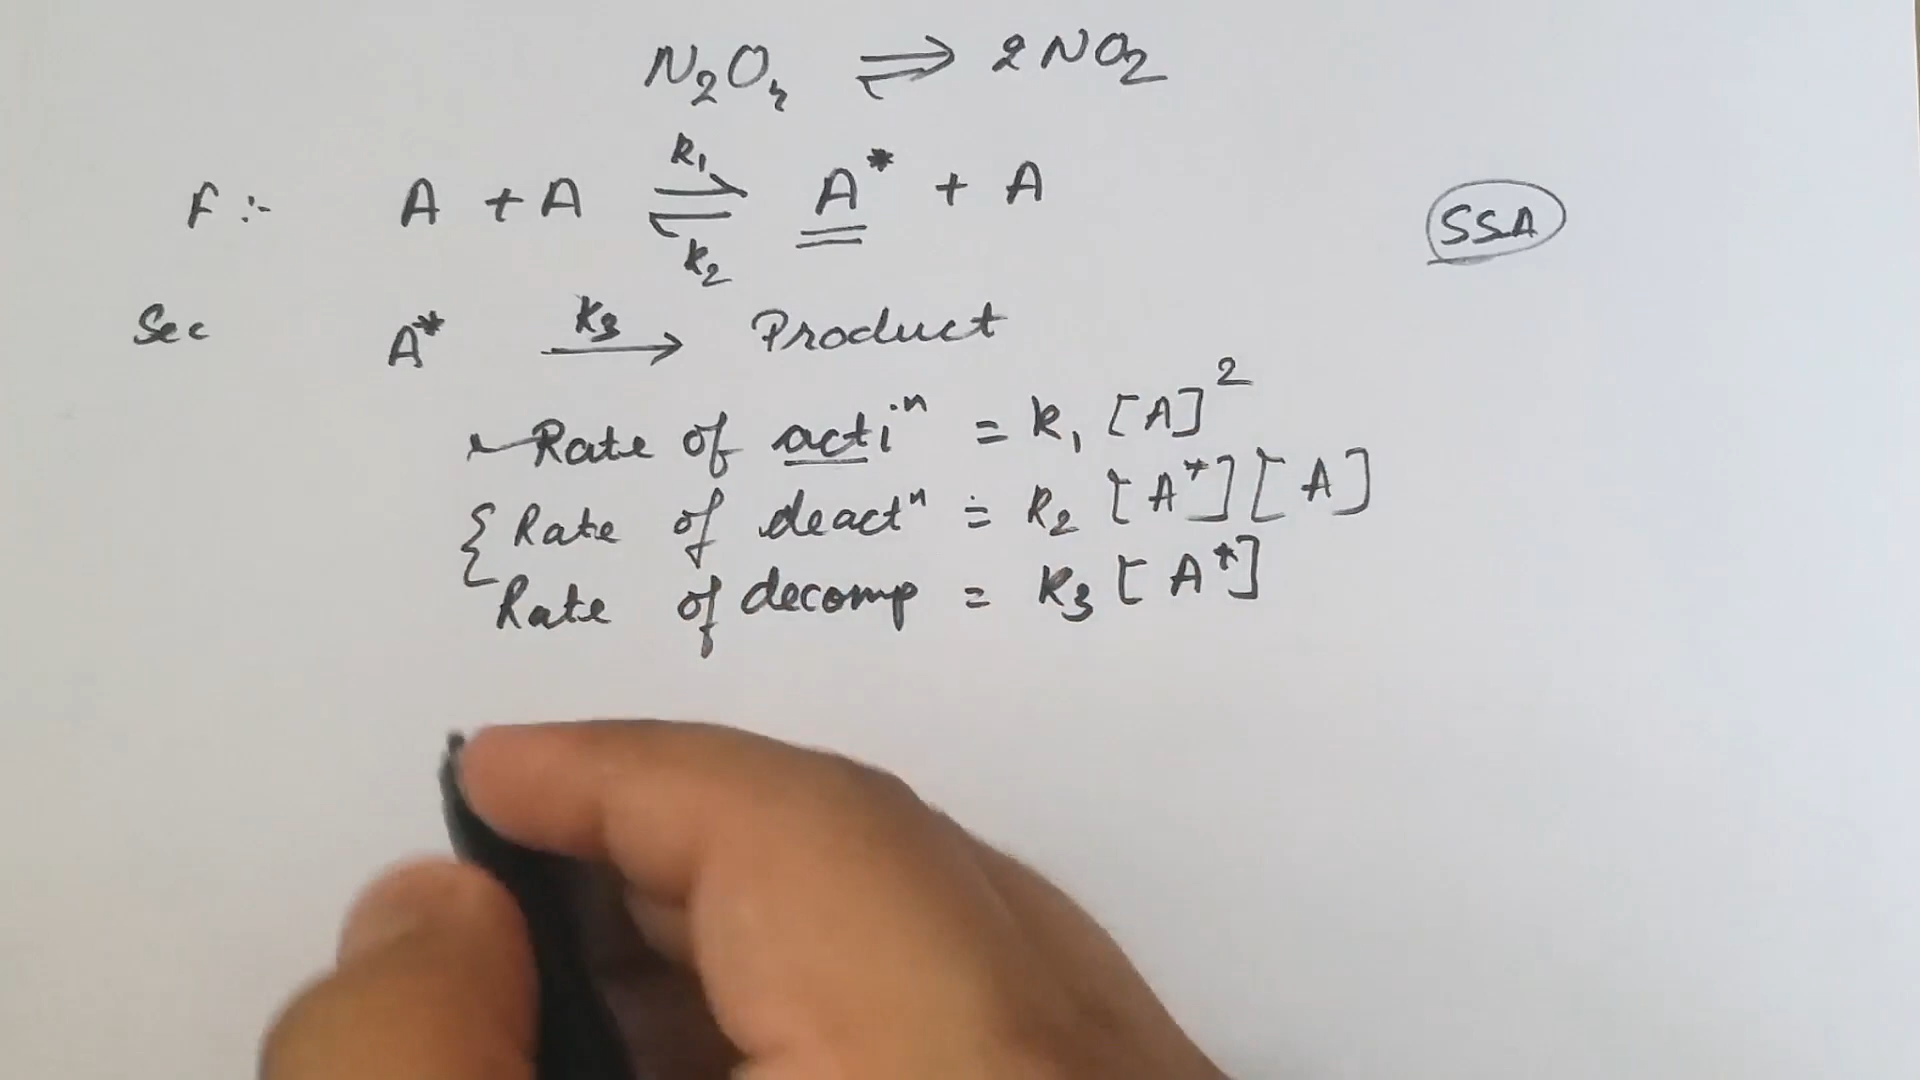 N₂O₄ ⇌ 2NO₂
F :- A + A k₁ ⇌ k₂ A* + A
SSA
Sec A* k₃ → Product
Rate of actiⁿ = k₁ [A]²
{ Rate of deactⁿ = k₂ [A*][A]
Rate of decomp = k₃ [A*]